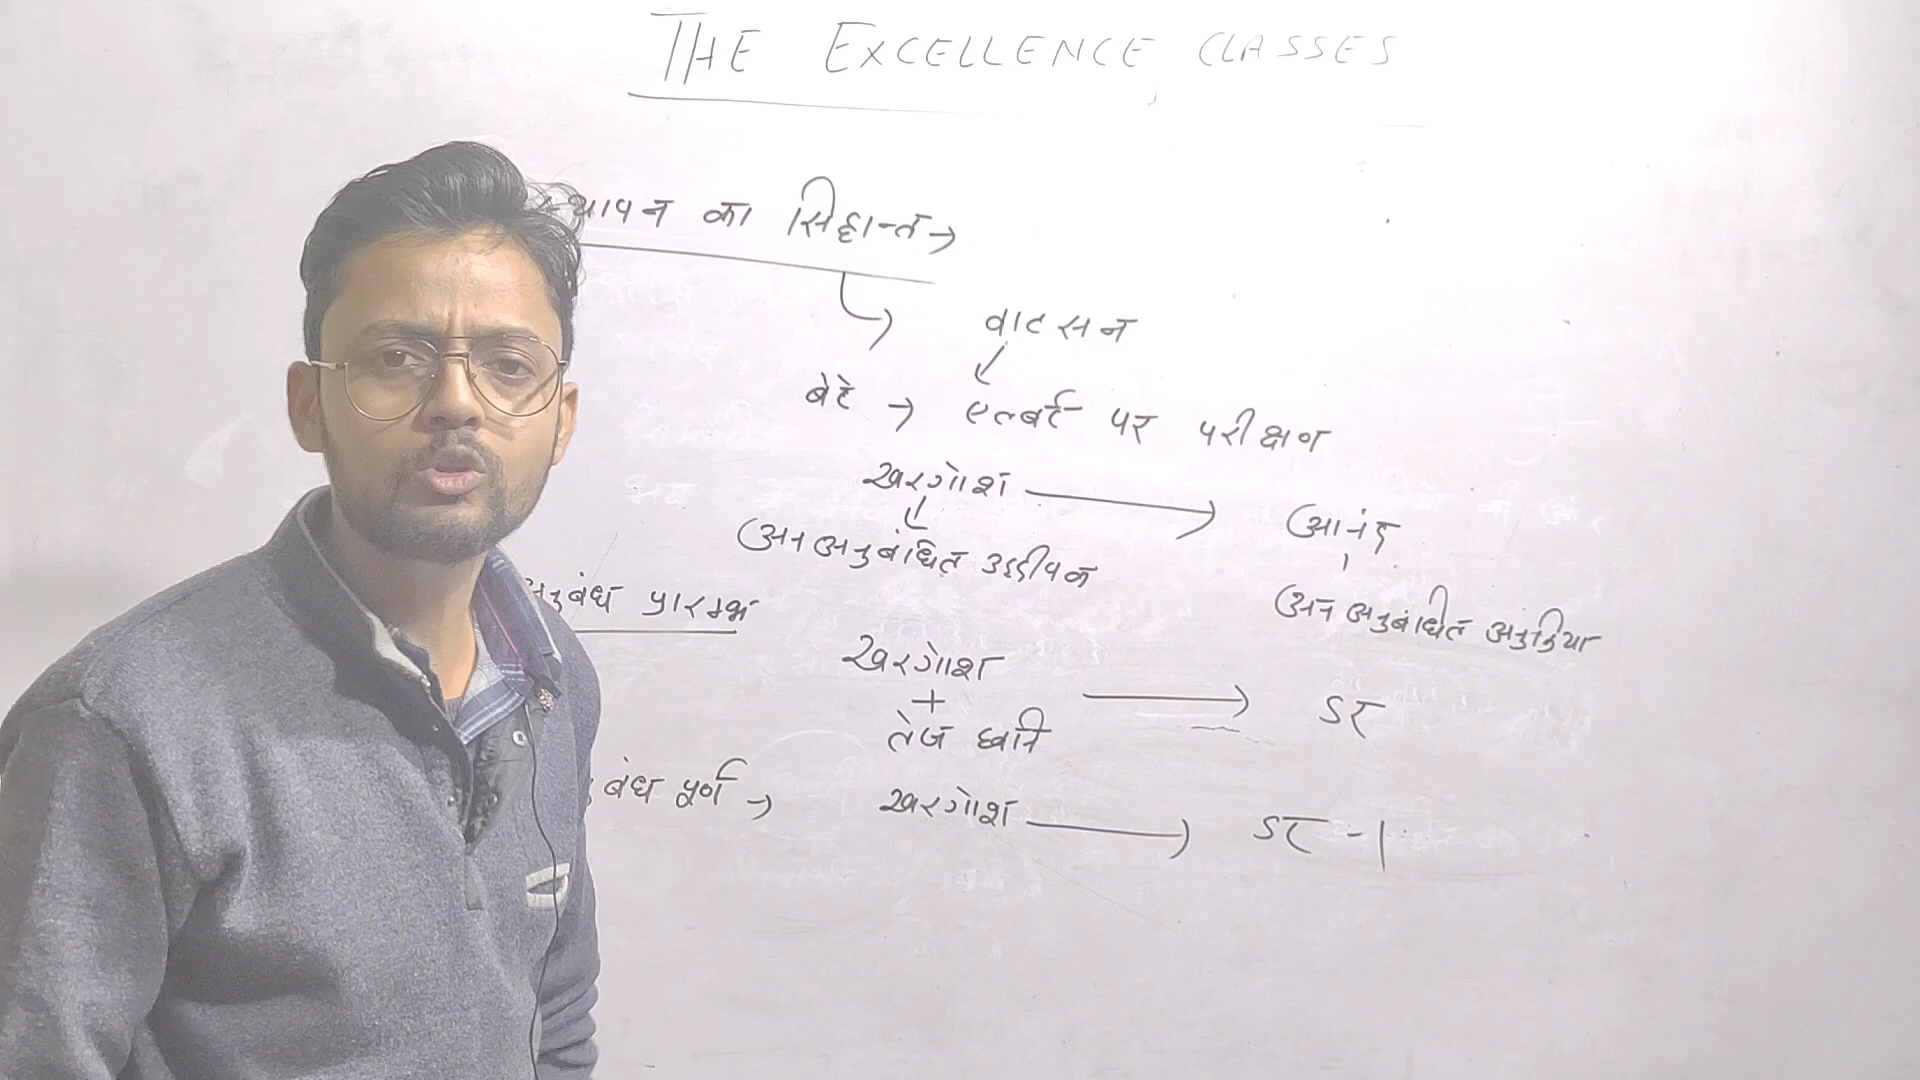 THE EXCELLENCE CLASSES
स्थापन का सिद्धान्त →
वाटसन
बेटे → एल्बर्ट पर परीक्षण
खरगोश → आनंद
अनअनुबंधित उद्दीपक
अनअनुबंधित अनुक्रिया
अनुबंध प्रारम्भ
खरगोश
+
तेज ध्वनि → डर
बंध पूर्ण → खरगोश → डर -।